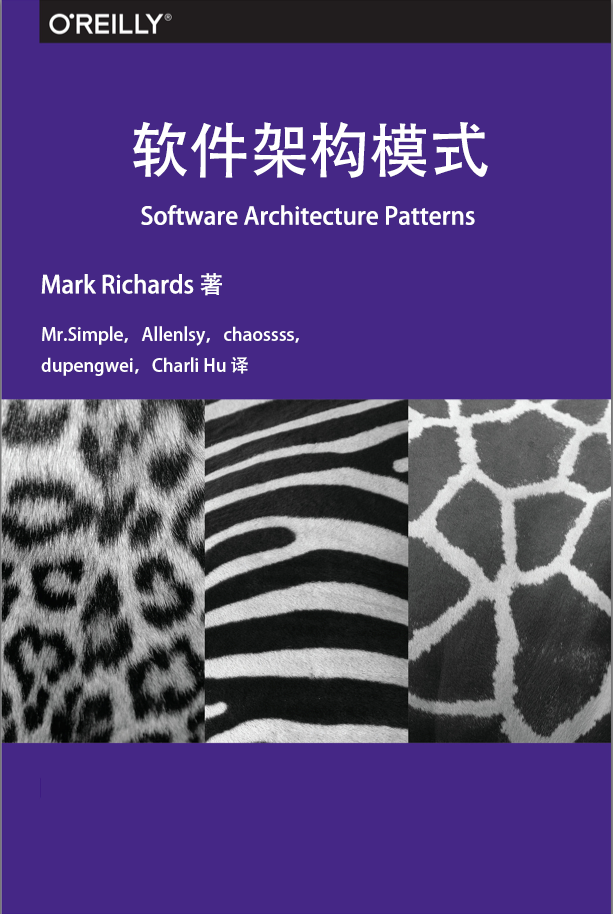 O'REILLY®
软件架构模式
Software Architecture Patterns
Mark Richards 著
Mr.Simple，Allenlsy，chaossss，
dupengwei，Charli Hu 译